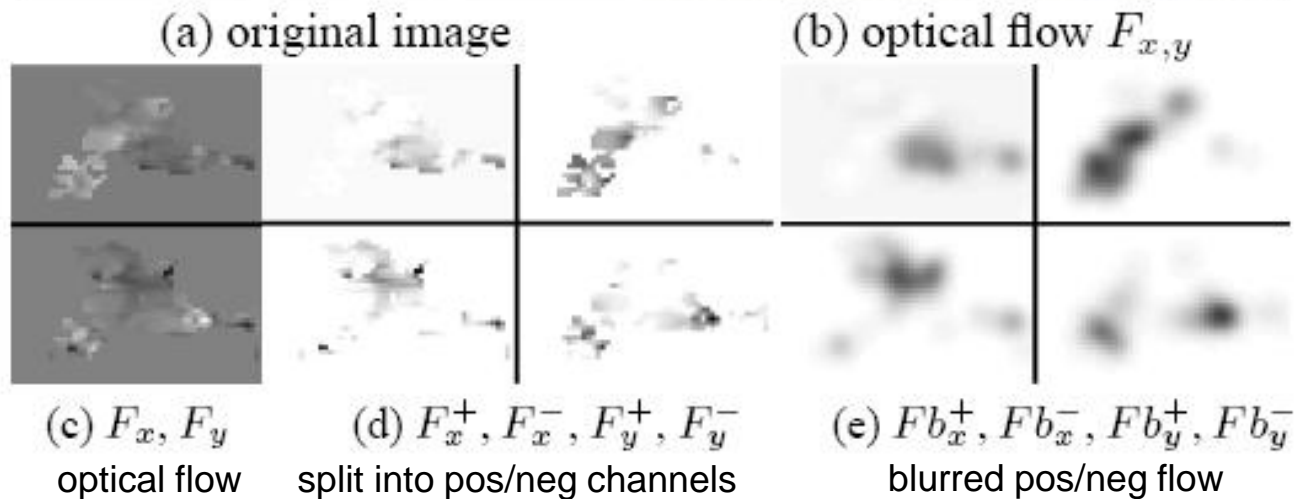 (a) original image (b) optical flow $F_{x,y}$
(c) $F_x, F_y$ (d) $F_x^+, F_x^-, F_y^+, F_y^-$ (e) $Fb_x^+, Fb_x^-, Fb_y^+, Fb_y^-$
optical flow split into pos/neg channels blurred pos/neg flow